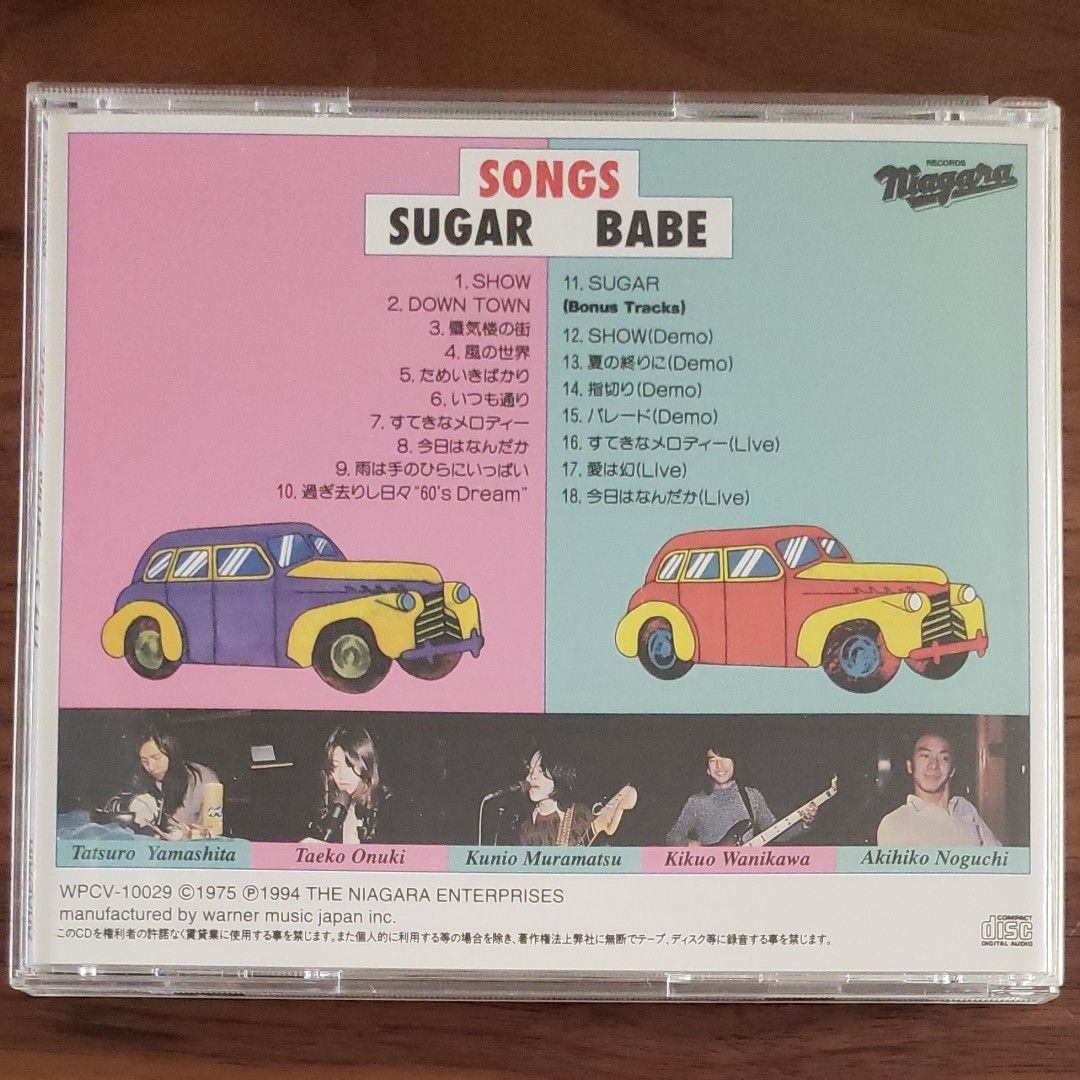 SONGS
SUGAR BABE
RECORDS
Niagara
1. SHOW
2. DOWN TOWN
3. 蜃気楼の街
4. 風の世界
5. ためいきばかり
6. いつも通り
7. すてきなメロディー
8. 今日はなんだか
9. 雨は手のひらにいっぱい
10. 過ぎ去りし日々“60's Dream”
11. SUGAR
(Bonus Tracks)
12. SHOW(Demo)
13. 夏の終りに(Demo)
14. 指切り(Demo)
15. パレード(Demo)
16. すてきなメロディー(Live)
17. 愛は幻(Live)
18. 今日はなんだか(Live)
Tatsuro Yamashita
Taeko Onuki
Kunio Muramatsu
Kikuo Wanikawa
Akihiko Noguchi
WPCV-10029 ©1975 ℗1994 THE NIAGARA ENTERPRISES
manufactured by warner music japan inc.
このCDを権利者の許諾なく賃貸業に使用する事を禁じます。また個人的に利用する等の場合を除き、著作権法上弊社に無断でテープ、ディスク等に録音する事を禁じます。
COMPACT
disc
DIGITAL AUDIO